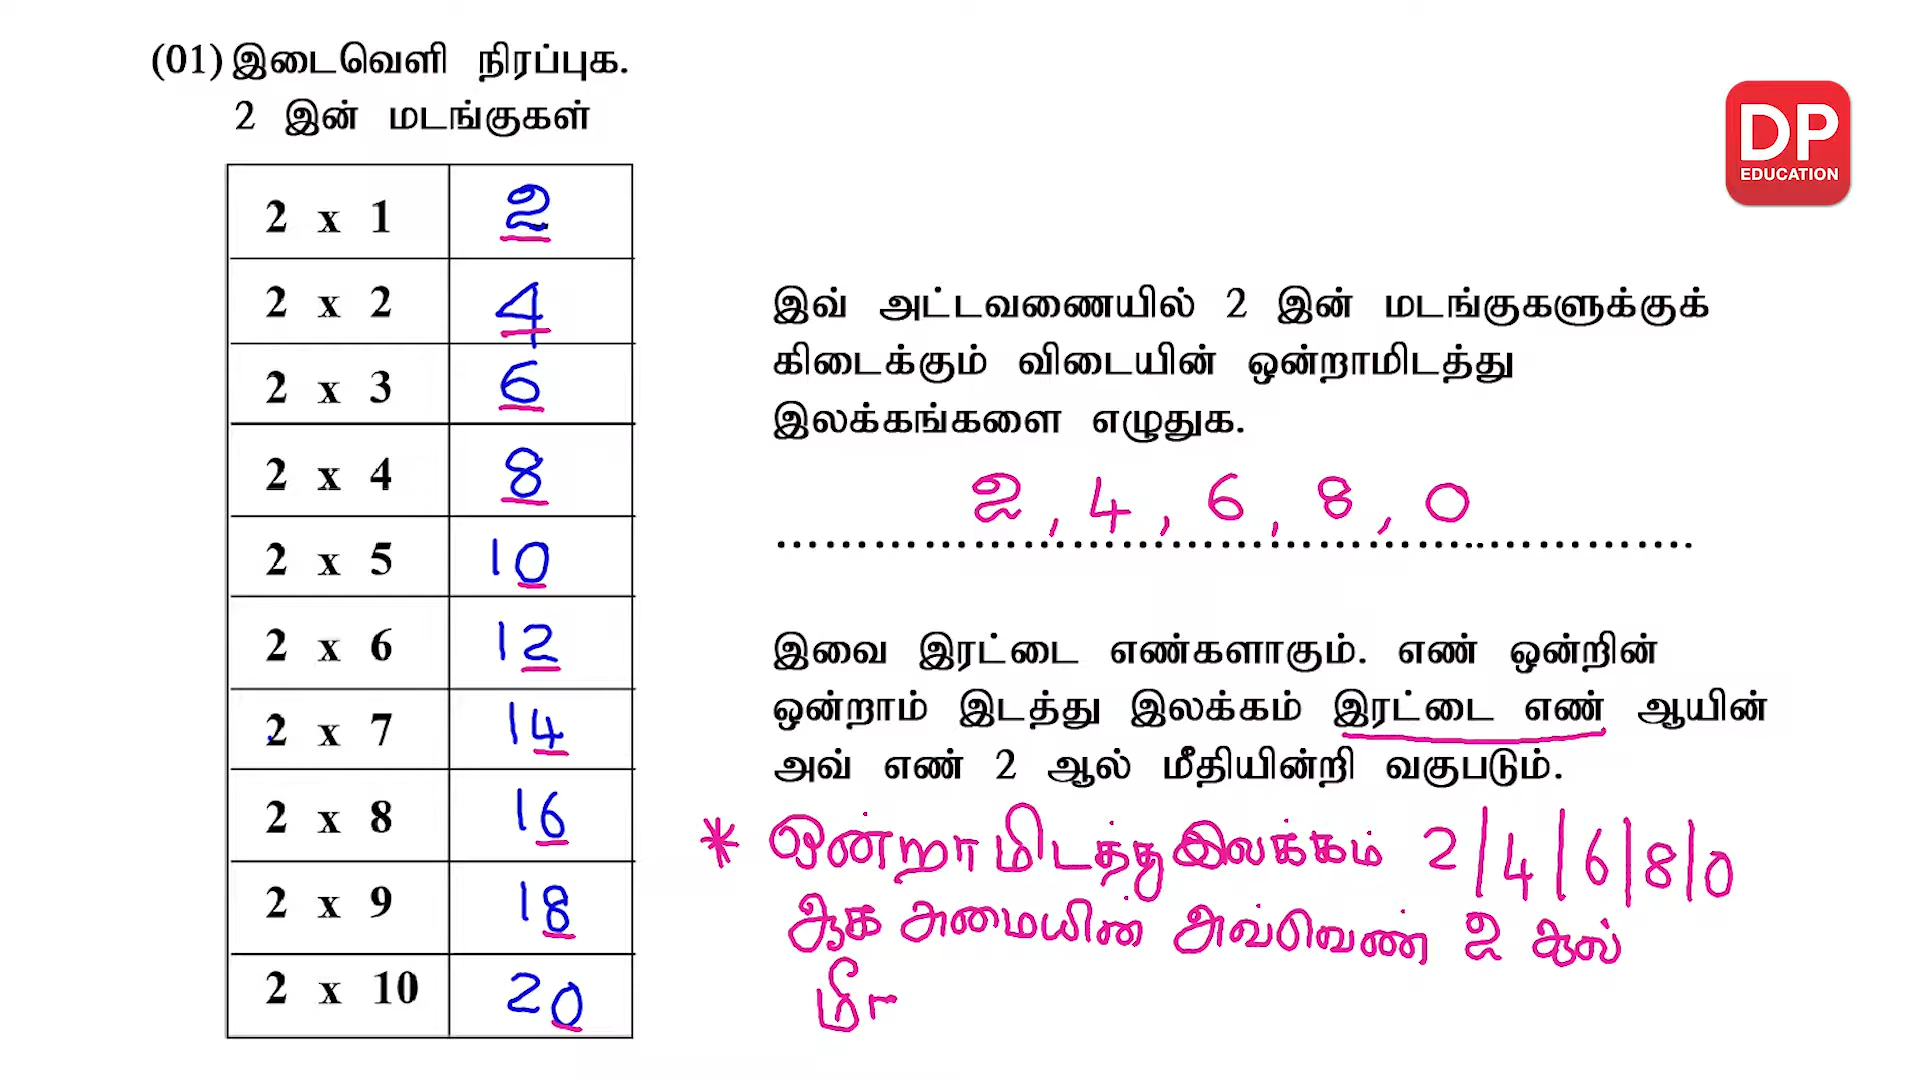 (01) இடைவெளி நிரப்புக.
2 இன் மடங்குகள்
2 x 1 2
2 x 2 4
2 x 3 6
2 x 4 8
2 x 5 10
2 x 6 12
2 x 7 14
2 x 8 16
2 x 9 18
2 x 10 20
DP
EDUCATION
இவ் அட்டவணையில் 2 இன் மடங்குகளுக்குக்
கிடைக்கும் விடையின் ஒன்றாமிடத்து
இலக்கங்களை எழுதுக.
2, 4, 6, 8, 0
இவை இரட்டை எண்களாகும். எண் ஒன்றின்
ஒன்றாம் இடத்து இலக்கம் இரட்டை எண் ஆயின்
அவ் எண் 2 ஆல் மீதியின்றி வகுபடும்.
* ஒன்றாமிடத்து இலக்கம் 2/4/6/8/0
ஆக அமையின் அவ்வெண் 2 ஆல்